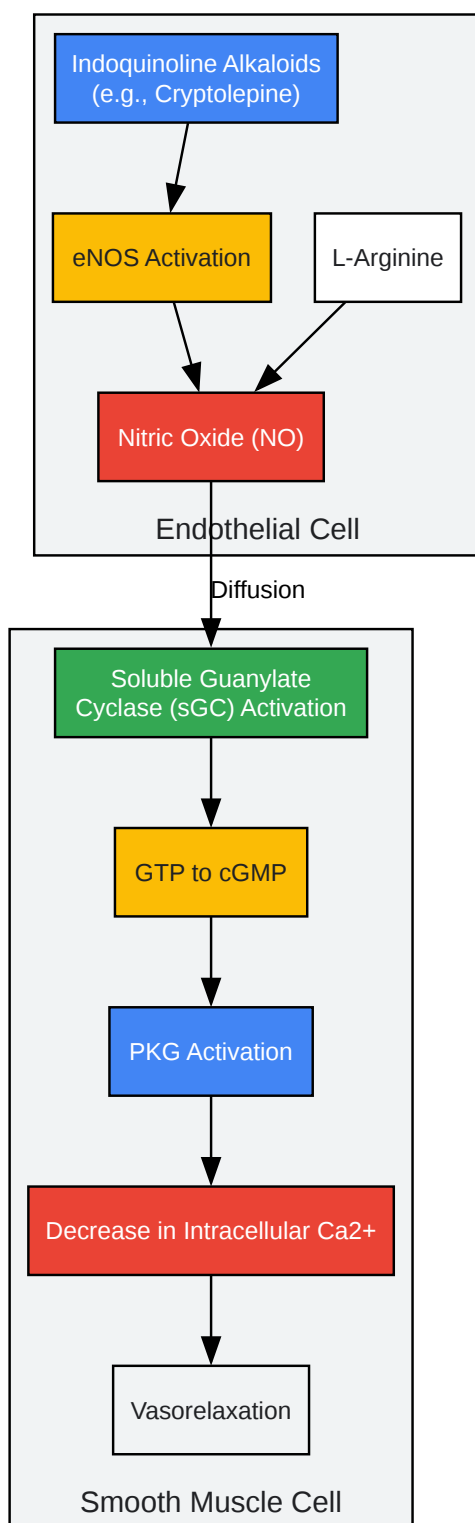 Indoquinoline Alkaloids
(e.g., Cryptolepine)
eNOS Activation
L-Arginine
Nitric Oxide (NO)
Endothelial Cell
Diffusion
Soluble Guanylate
Cyclase (sGC) Activation
GTP to cGMP
PKG Activation
Decrease in Intracellular Ca2+
Vasorelaxation
Smooth Muscle Cell